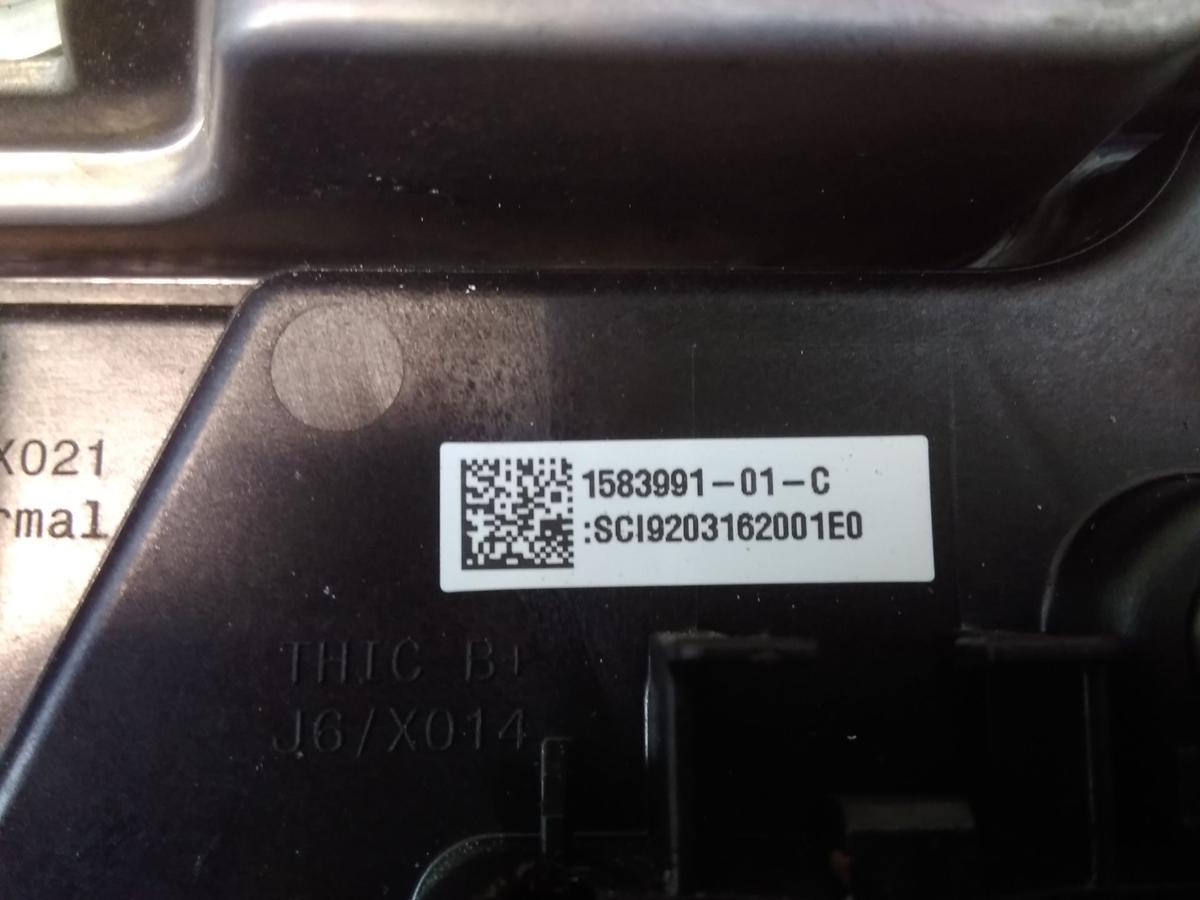 X021
rmal
1583991-01-C
:SCI9203162001E0
THIC B+
J6/X014